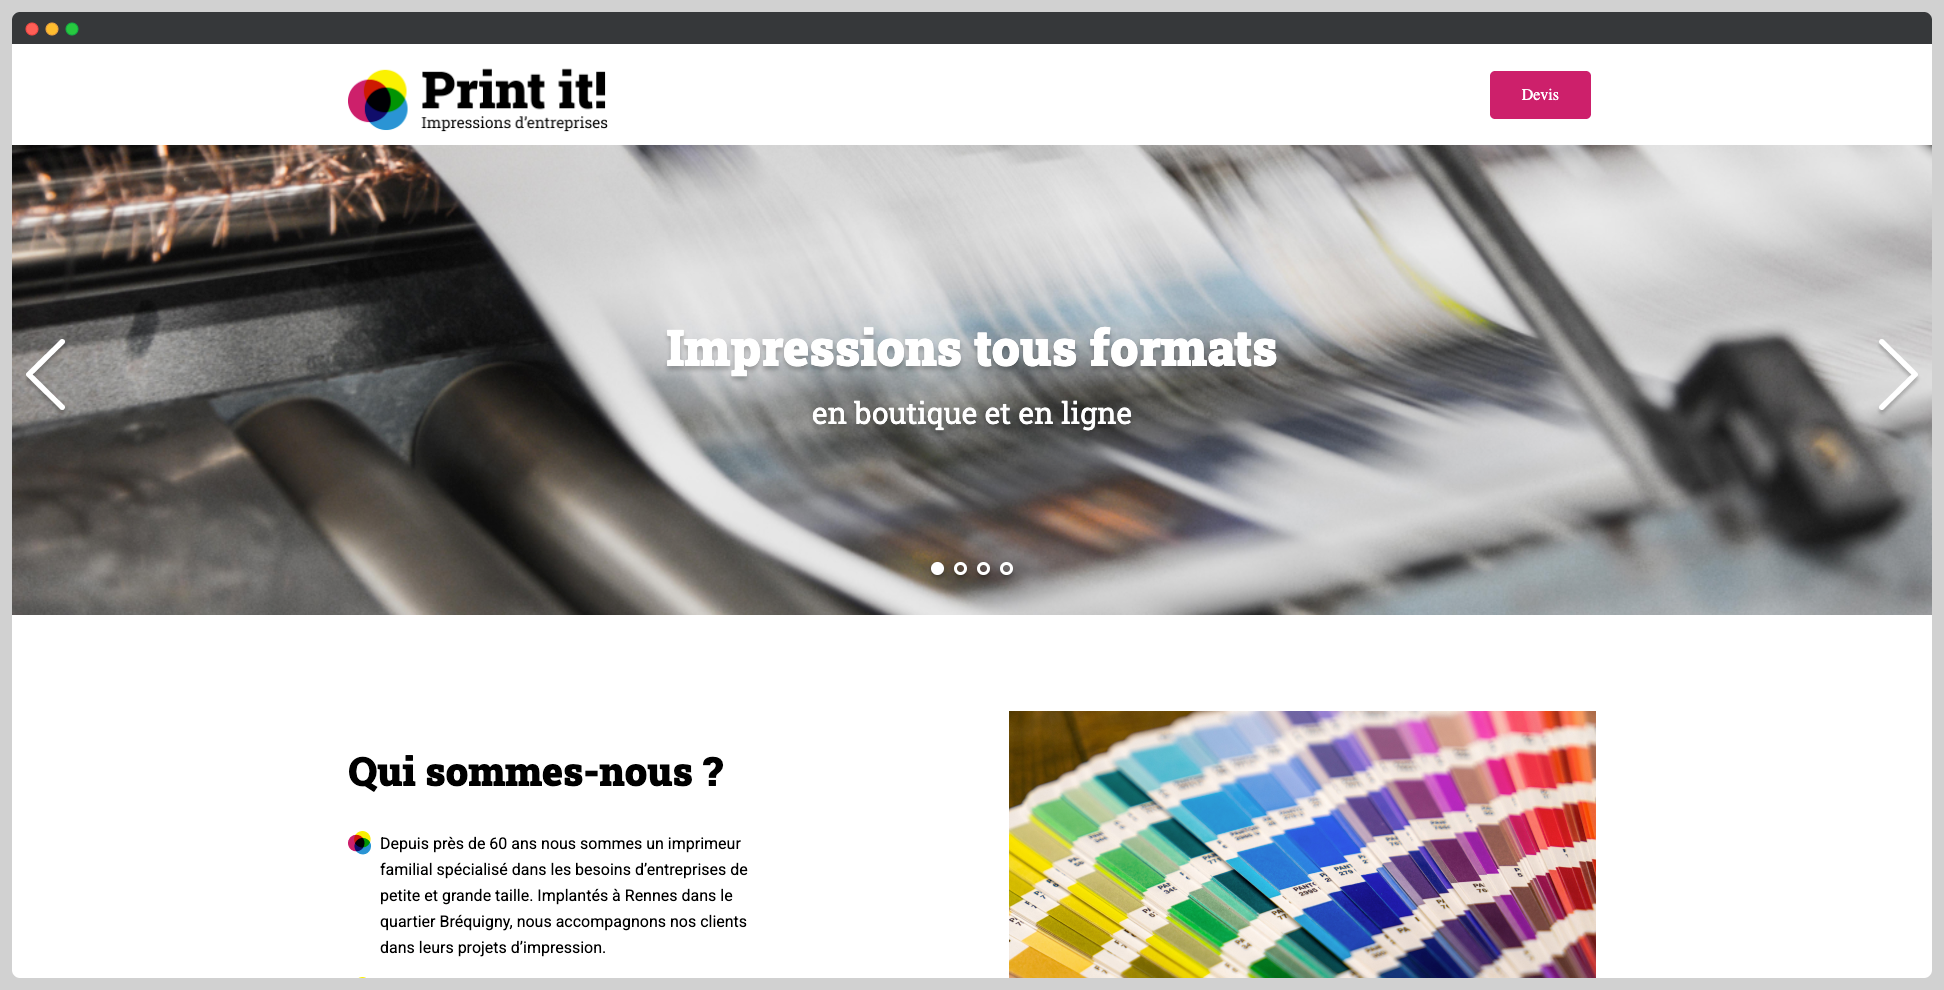 Print it!
Impressions d'entreprises
Devis
Impressions tous formats
en boutique et en ligne
Qui sommes-nous ?
Depuis près de 60 ans nous sommes un imprimeur
familial spécialisé dans les besoins d’entreprises de
petite et grande taille. Implantés à Rennes dans le
quartier Bréquigny, nous accompagnons nos clients
dans leurs projets d’impression.